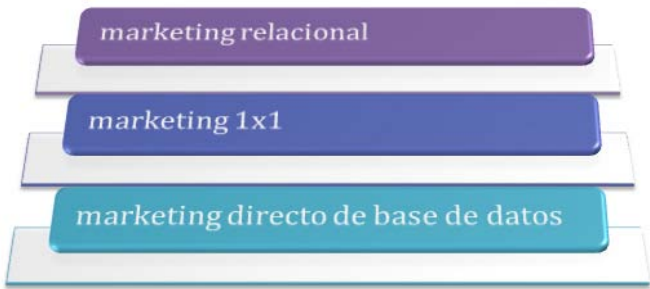 marketing relacional
marketing 1x1
marketing directo de base de datos